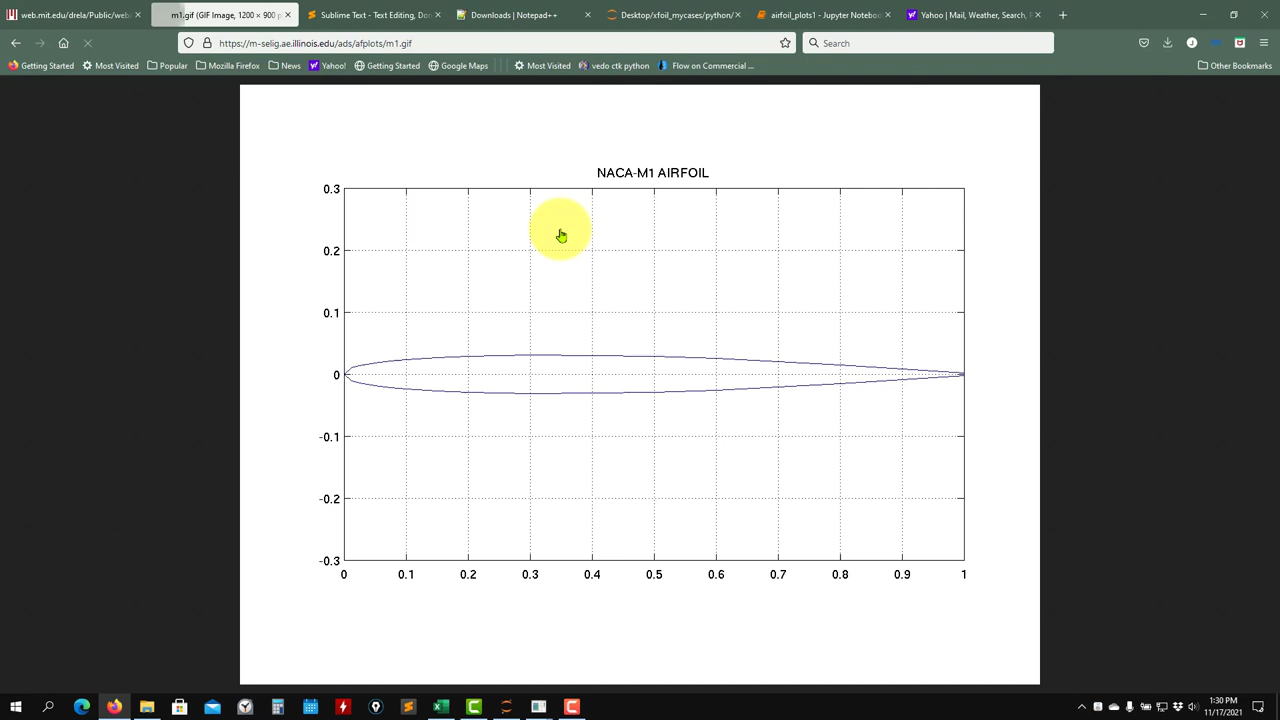 web.mit.edu/drela/Public/web/
m1.gif (GIF Image, 1200 × 900 p
Sublime Text - Text Editing, Do
Downloads | Notepad++
Desktop/xfoil_mycases/python/
airfoil_plots1 - Jupyter Notebo
Yahoo | Mail, Weather, Search, P
https://m-selig.ae.illinois.edu/ads/afplots/m1.gif
Search
Getting Started
Most Visited
Popular
Mozilla Firefox
News
Yahoo!
Getting Started
Google Maps
Most Visited
vedo ctk python
Flow on Commercial ...
Other Bookmarks
NACA-M1 AIRFOIL
0.3
0.2
0.1
0
-0.1
-0.2
-0.3
0 0.1 0.2 0.3 0.4 0.5 0.6 0.7 0.8 0.9 1
1:30 PM
11/17/2021